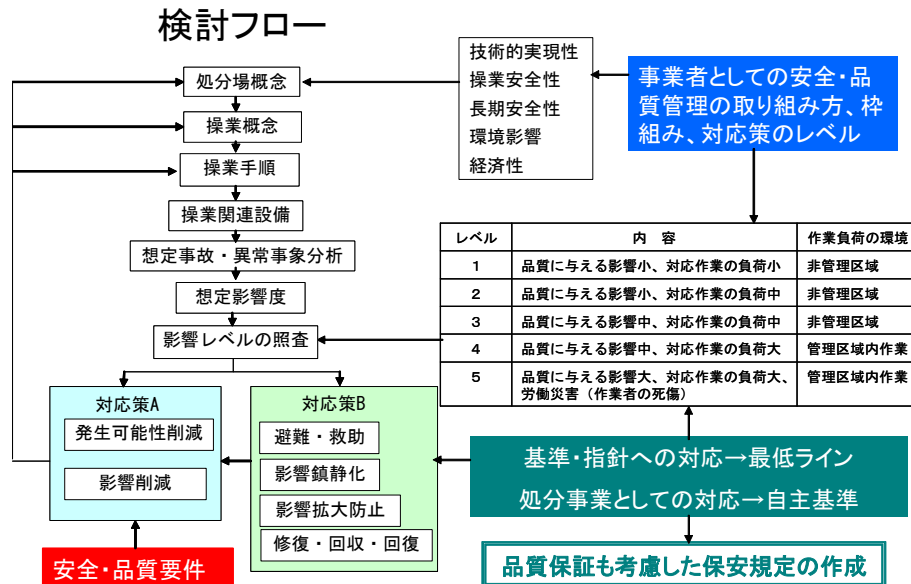 検討フロー
処分場概念
操業概念
操業手順
操業関連設備
想定事故・異常事象分析
想定影響度
影響レベルの照査
技術的実現性
操業安全性
長期安全性
環境影響
経済性
事業者としての安全・品
質管理の取り組み方、枠
組み、対応策のレベル
レベル 内 容 作業負荷の環境
1 品質に与える影響小、対応作業の負荷小 非管理区域
2 品質に与える影響小、対応作業の負荷中 非管理区域
3 品質に与える影響中、対応作業の負荷中 非管理区域
4 品質に与える影響中、対応作業の負荷大 管理区域内作業
5 品質に与える影響大、対応作業の負荷大、 管理区域内作業
労働災害（作業者の死傷）
対応策A
発生可能性削減
影響削減
対応策B
避難・救助
影響鎮静化
影響拡大防止
修復・回収・回復
安全・品質要件
基準・指針への対応→最低ライン
処分事業としての対応→自主基準
品質保証も考慮した保安規定の作成